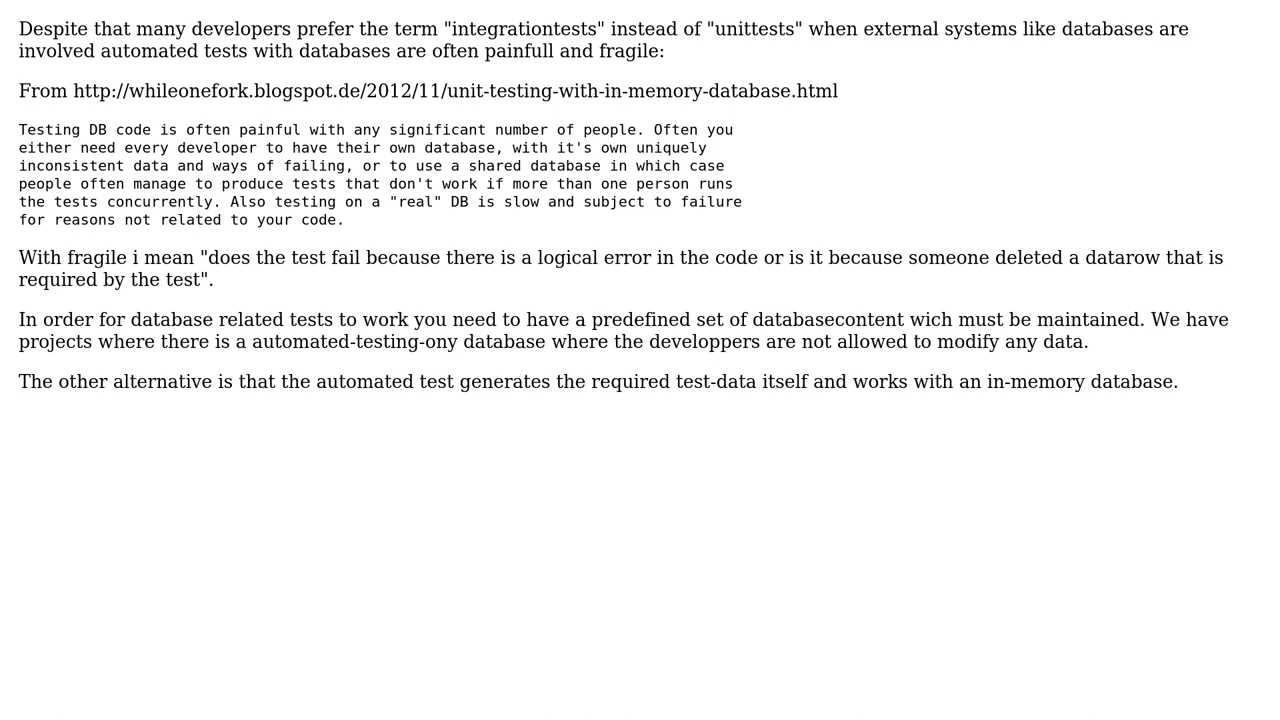 Despite that many developers prefer the term "integrationtests" instead of "unittests" when external systems like databases are
involved automated tests with databases are often painfull and fragile:
From http://whileonefork.blogspot.de/2012/11/unit-testing-with-in-memory-database.html
Testing DB code is often painful with any significant number of people. Often you
either need every developer to have their own database, with it's own uniquely
inconsistent data and ways of failing, or to use a shared database in which case
people often manage to produce tests that don't work if more than one person runs
the tests concurrently. Also testing on a "real" DB is slow and subject to failure
for reasons not related to your code.
With fragile i mean "does the test fail because there is a logical error in the code or is it because someone deleted a datarow that is
required by the test".
In order for database related tests to work you need to have a predefined set of databasecontent wich must be maintained. We have
projects where there is a automated-testing-ony database where the developpers are not allowed to modify any data.
The other alternative is that the automated test generates the required test-data itself and works with an in-memory database.